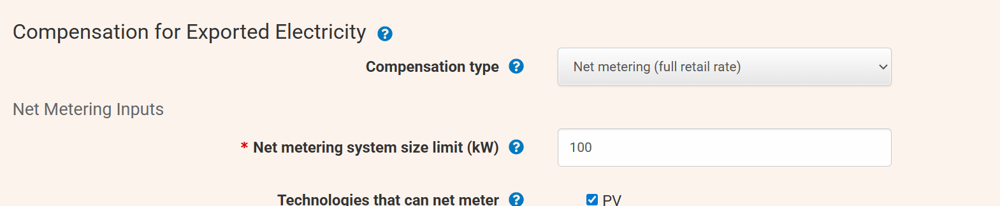 Compensation for Exported Electricity ?
Compensation type ? Net metering (full retail rate)
Net Metering Inputs
* Net metering system size limit (kW) ? 100
Technologies that can net meter ? PV